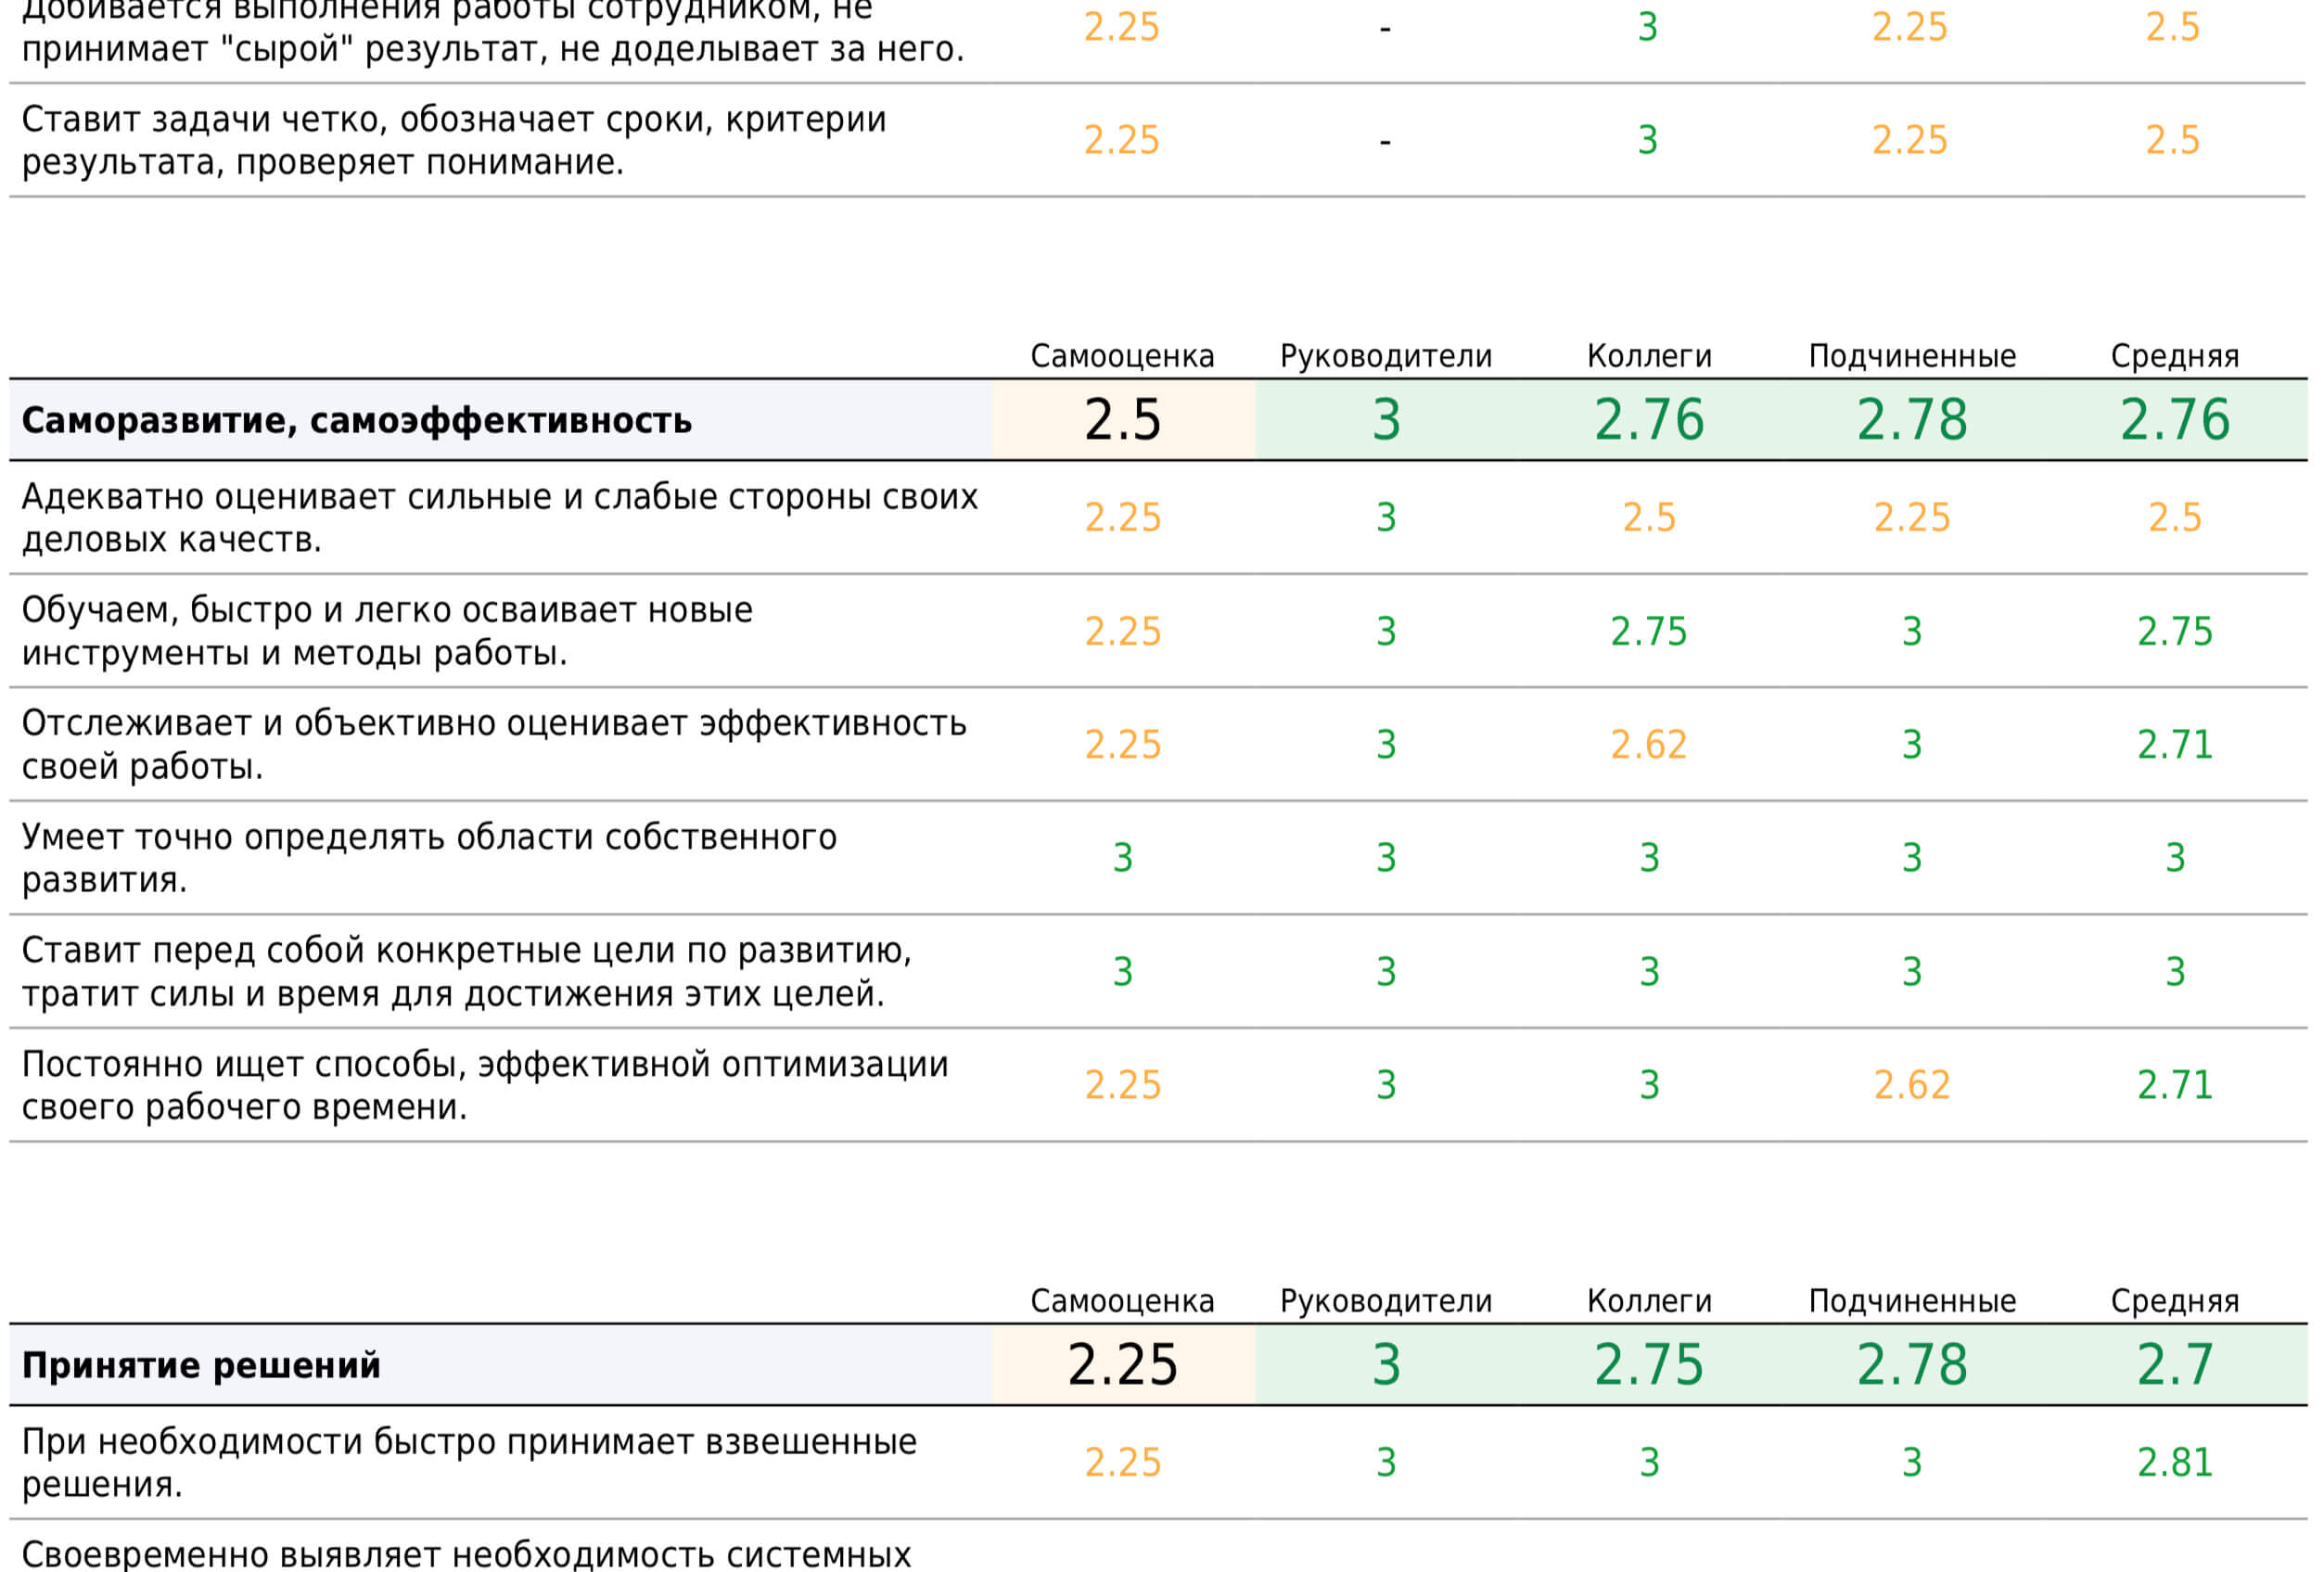 Добивается выполнения работы сотрудником, не
принимает "сырой" результат, не доделывает за него.
2.25 - 3 2.25 2.5
Ставит задачи четко, обозначает сроки, критерии
результата, проверяет понимание.
2.25 - 3 2.25 2.5
Самооценка Руководители Коллеги Подчиненные Средняя
Саморазвитие, самоэффективность 2.5 3 2.76 2.78 2.76
Адекватно оценивает сильные и слабые стороны своих
деловых качеств.
2.25 3 2.5 2.25 2.5
Обучаем, быстро и легко осваивает новые
инструменты и методы работы.
2.25 3 2.75 3 2.75
Отслеживает и объективно оценивает эффективность
своей работы.
2.25 3 2.62 3 2.71
Умеет точно определять области собственного
развития.
3 3 3 3 3
Ставит перед собой конкретные цели по развитию,
тратит силы и время для достижения этих целей.
3 3 3 3 3
Постоянно ищет способы, эффективной оптимизации
своего рабочего времени.
2.25 3 3 2.62 2.71
Самооценка Руководители Коллеги Подчиненные Средняя
Принятие решений 2.25 3 2.75 2.78 2.7
При необходимости быстро принимает взвешенные
решения.
2.25 3 3 3 2.81
Своевременно выявляет необходимость системных